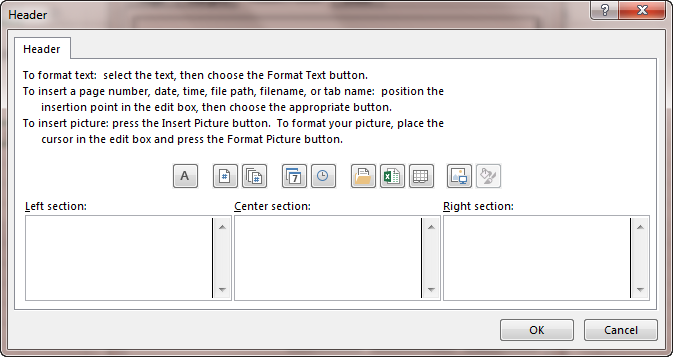 Header
?
Header
To format text:  select the text, then choose the Format Text button.
To insert a page number, date, time, file path, filename, or tab name:  position the
insertion point in the edit box, then choose the appropriate button.
To insert picture: press the Insert Picture button.  To format your picture, place the
cursor in the edit box and press the Format Picture button.
A # # 7
Left section: Center section: Right section:
OK Cancel